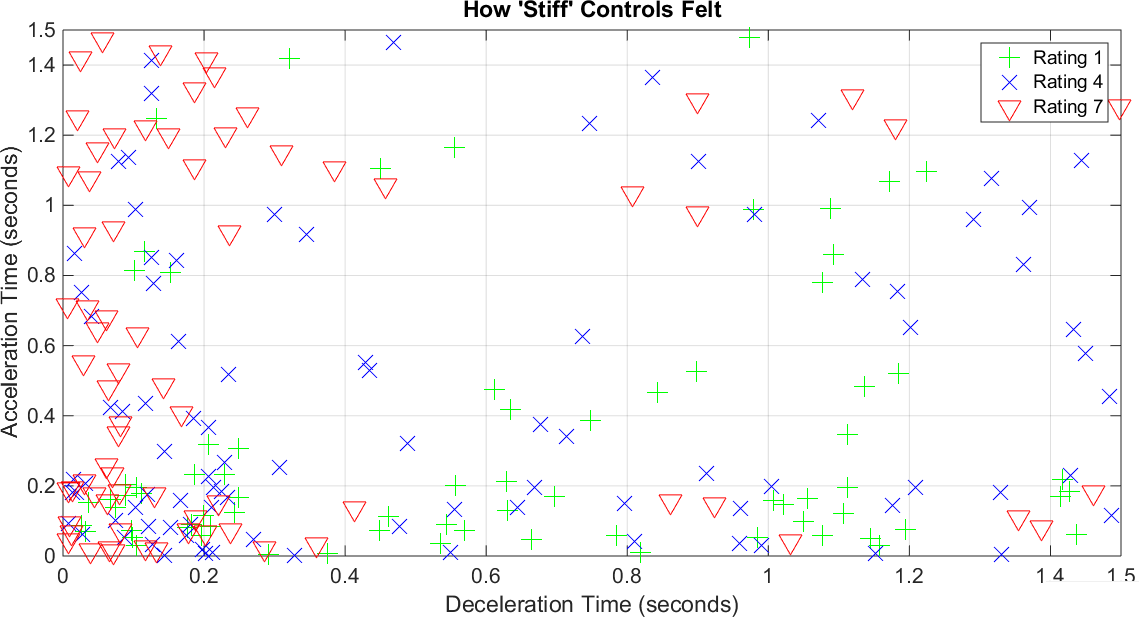 How 'Stiff' Controls Felt
Rating 1
Rating 4
Rating 7
Acceleration Time (seconds)
1.5
1.4
1.2
1
0.8
0.6
0.4
0.2
0
0 0.2 0.4 0.6 0.8 1 1.2 1.4 1.5
Deceleration Time (seconds)